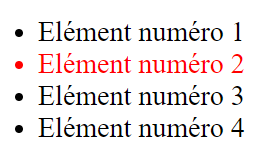 • Elément numéro 1
• Elément numéro 2
• Elément numéro 3
• Elément numéro 4